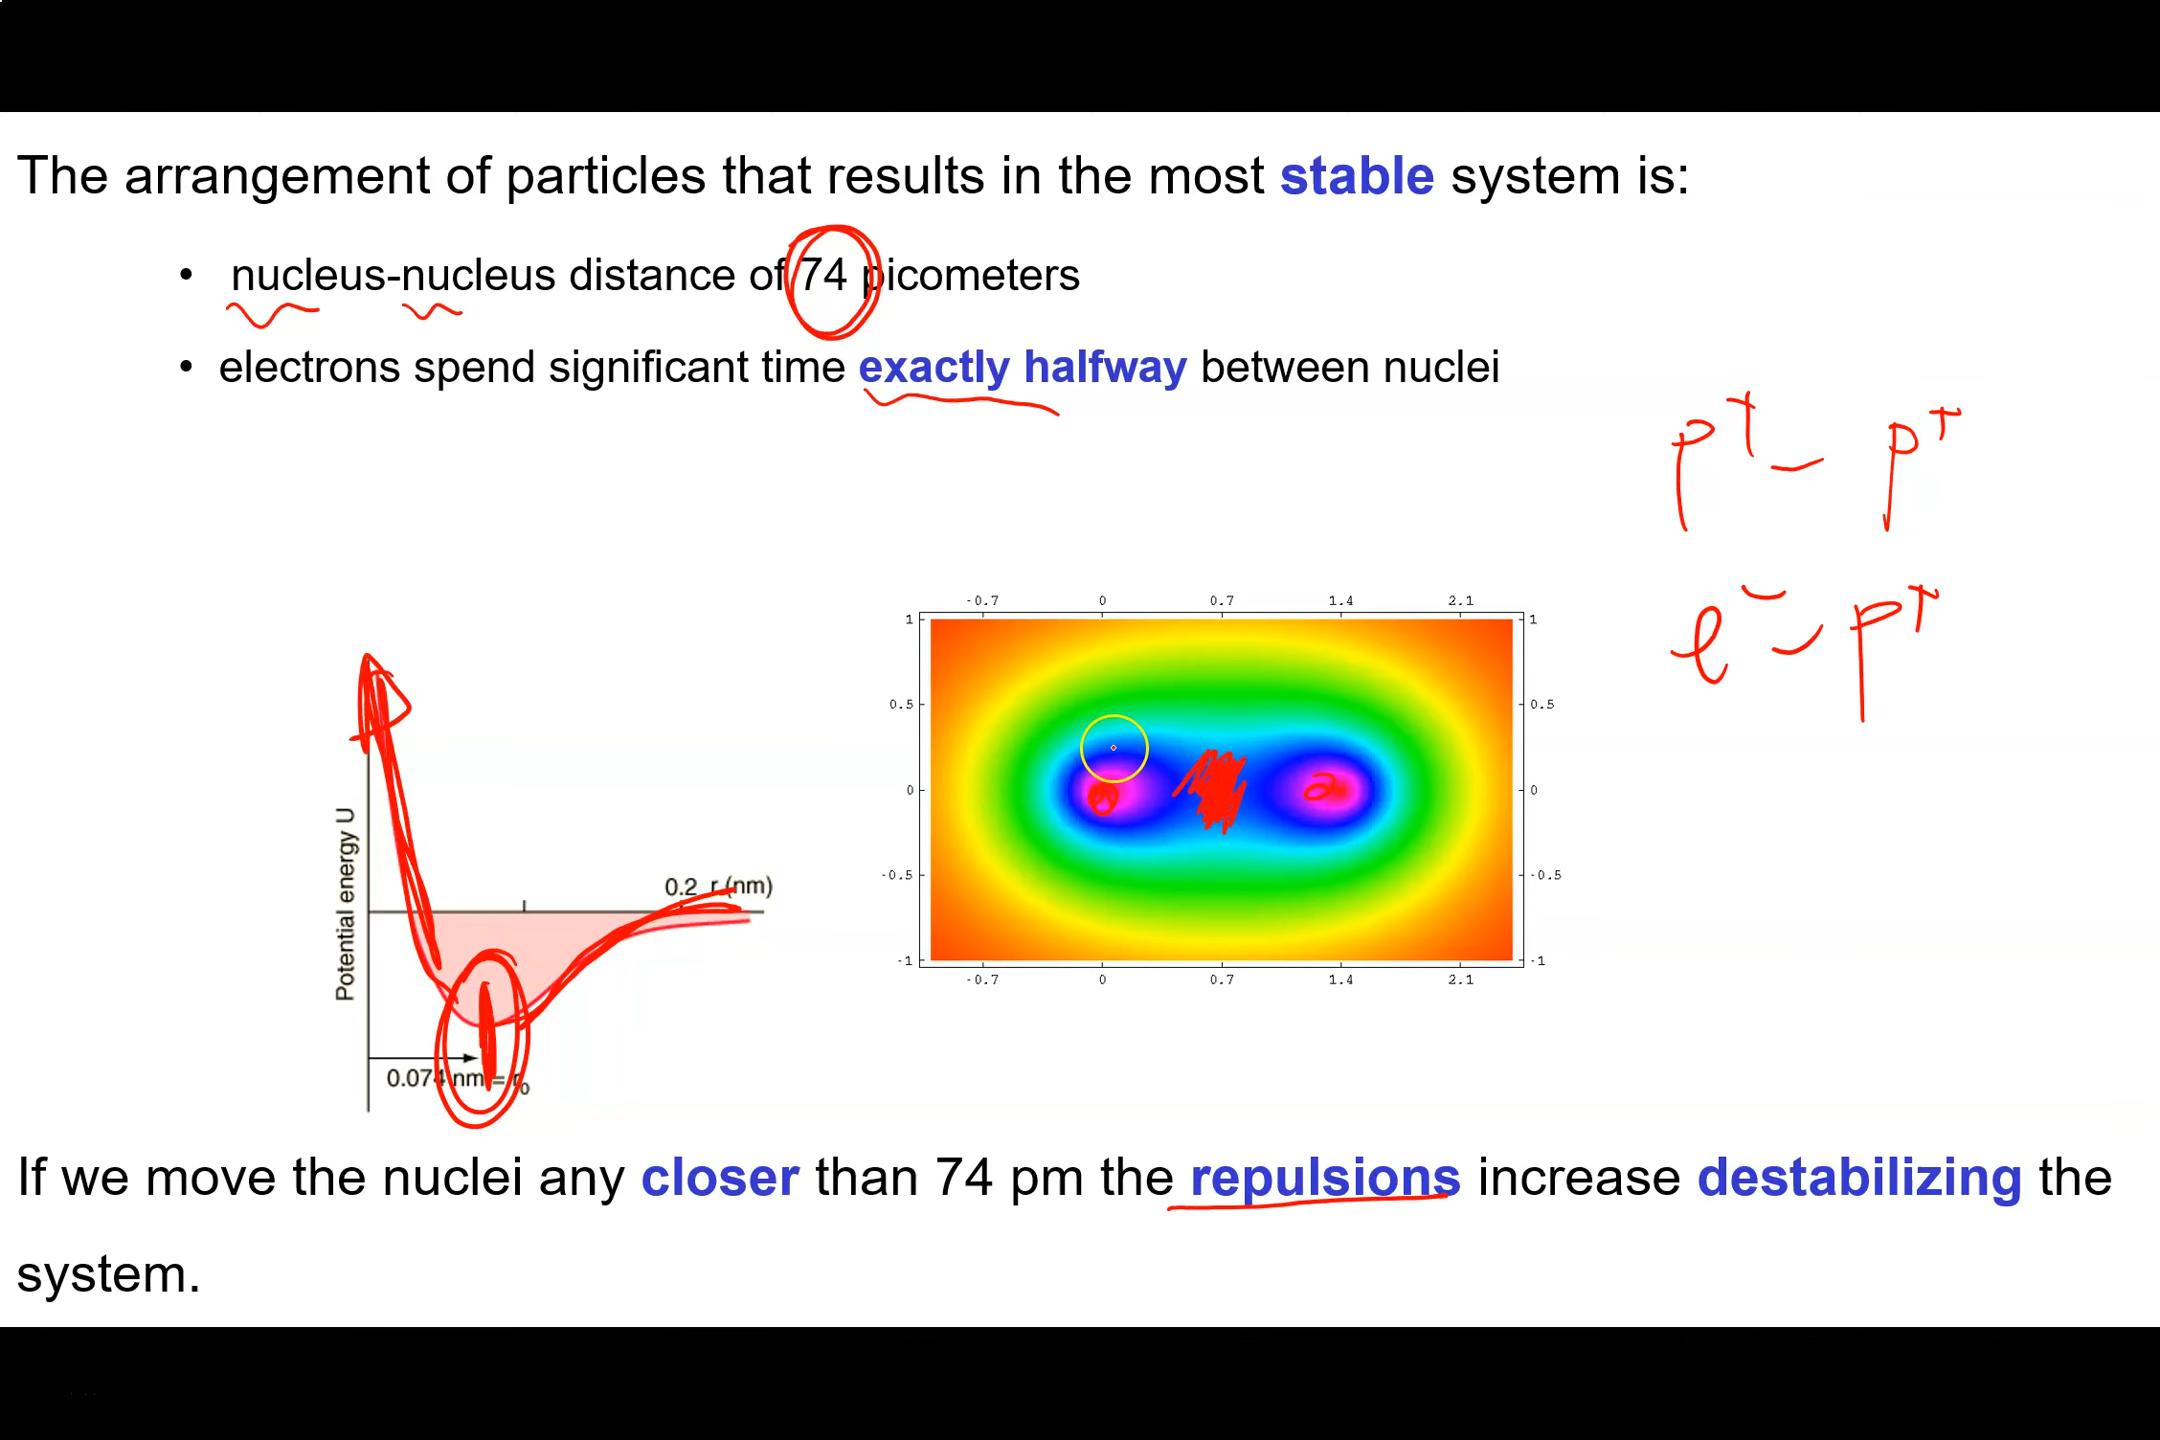 The arrangement of particles that results in the most stable system is:
• nucleus-nucleus distance of 74 picometers
• electrons spend significant time exactly halfway between nuclei
p⁺ – p⁺
e⁻ – p⁺
Potential energy U
0.2 r (nm)
0.074 nm = r₀
-0.7 0 0.7 1.4 2.1
1 1
0.5 0.5
0 0
-0.5 -0.5
-1 -1
-0.7 0 0.7 1.4 2.1
If we move the nuclei any closer than 74 pm the repulsions increase destabilizing the
system.